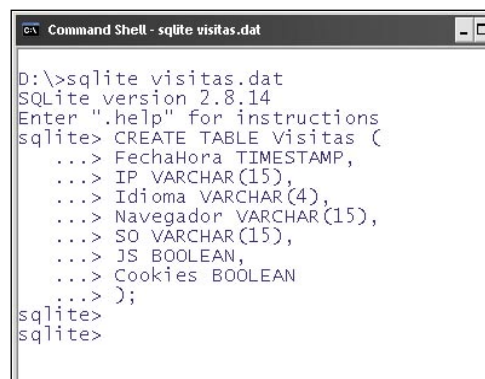 Command Shell - sqlite visitas.dat
D:\>sqlite visitas.dat
SQLite version 2.8.14
Enter ".help" for instructions
sqlite> CREATE TABLE Visitas (
...> FechaHora TIMESTAMP,
...> IP VARCHAR(15),
...> Idioma VARCHAR(4),
...> Navegador VARCHAR(15),
...> SO VARCHAR(15),
...> JS BOOLEAN,
...> Cookies BOOLEAN
...> );
sqlite>
sqlite>